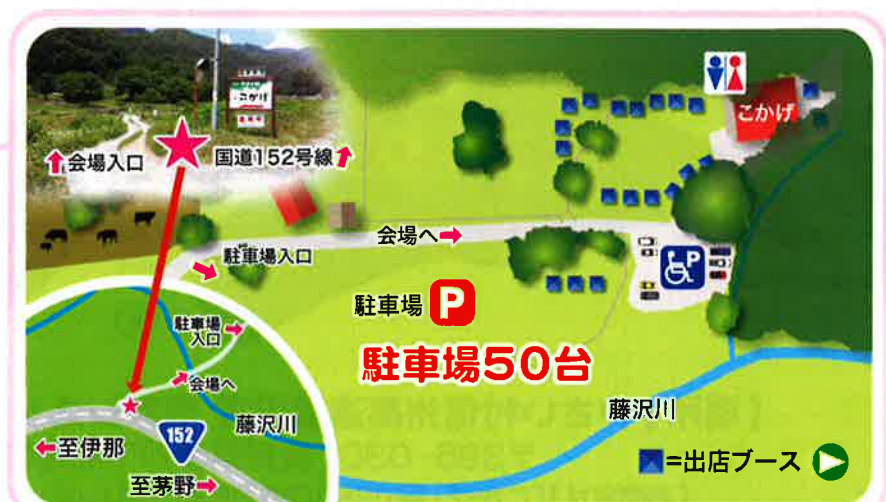 こかげ
会場入口
国道152号線
こかげ
会場へ
駐車場入口
P
駐車場 P
駐車場50台
駐車場
入口
会場へ
152
藤沢川
藤沢川
至伊那
至茅野
=出店ブース